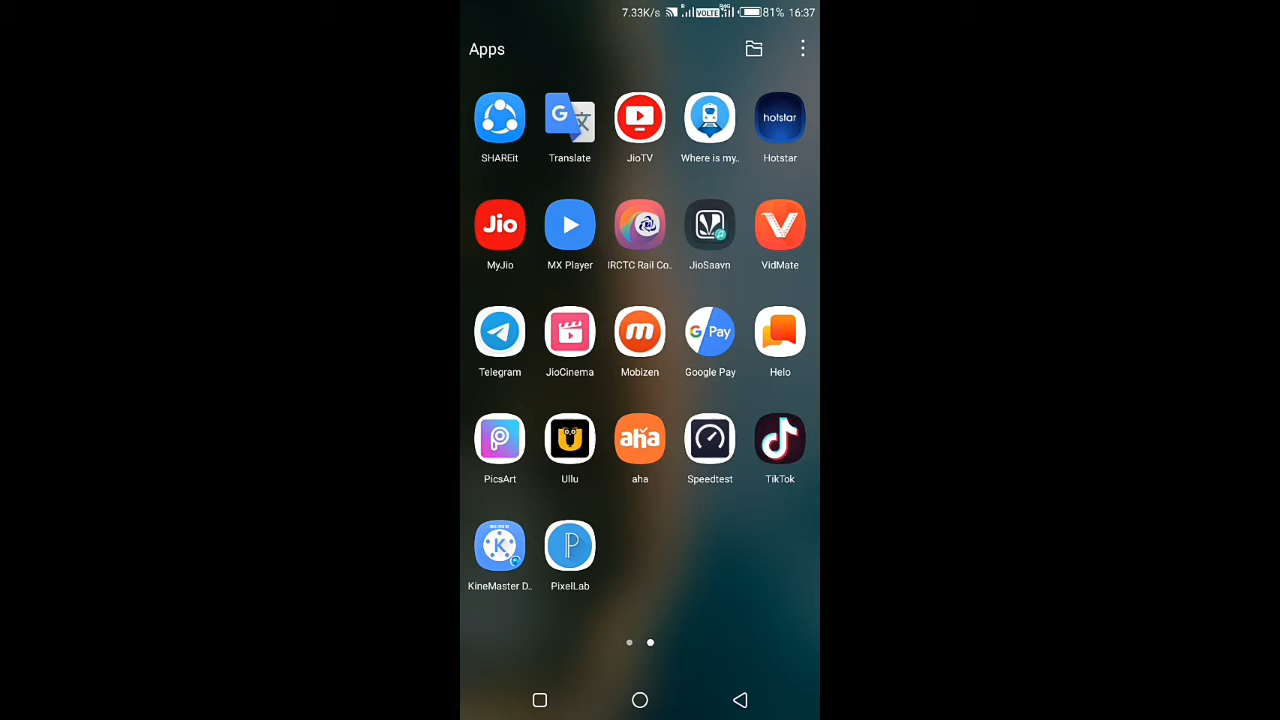 7.33K/s R VOLTE R4G 81% 16:37
Apps
G hotstar
SHAREit Translate JioTV Where is my.. Hotstar
Jio
MyJio MX Player IRCTC Rail Co.. JioSaavn VidMate
m G Pay
Telegram JioCinema Mobizen Google Pay Helo
P U aha
PicsArt Ullu aha Speedtest TikTok
K P
KineMaster D.. PixelLab